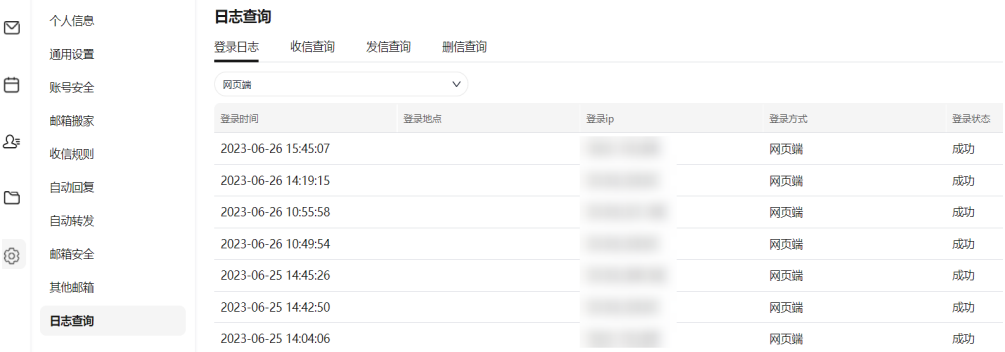 个人信息
通用设置
账号安全
邮箱搬家
收信规则
自动回复
自动转发
邮箱安全
其他邮箱
日志查询
日志查询
登录日志 收信查询 发信查询 删信查询
网页端
登录时间 登录地点 登录ip 登录方式 登录状态
2023-06-26 15:45:07 网页端 成功
2023-06-26 14:19:15 网页端 成功
2023-06-26 10:55:58 网页端 成功
2023-06-26 10:49:54 网页端 成功
2023-06-25 14:45:26 网页端 成功
2023-06-25 14:42:50 网页端 成功
2023-06-25 14:04:06 网页端 成功